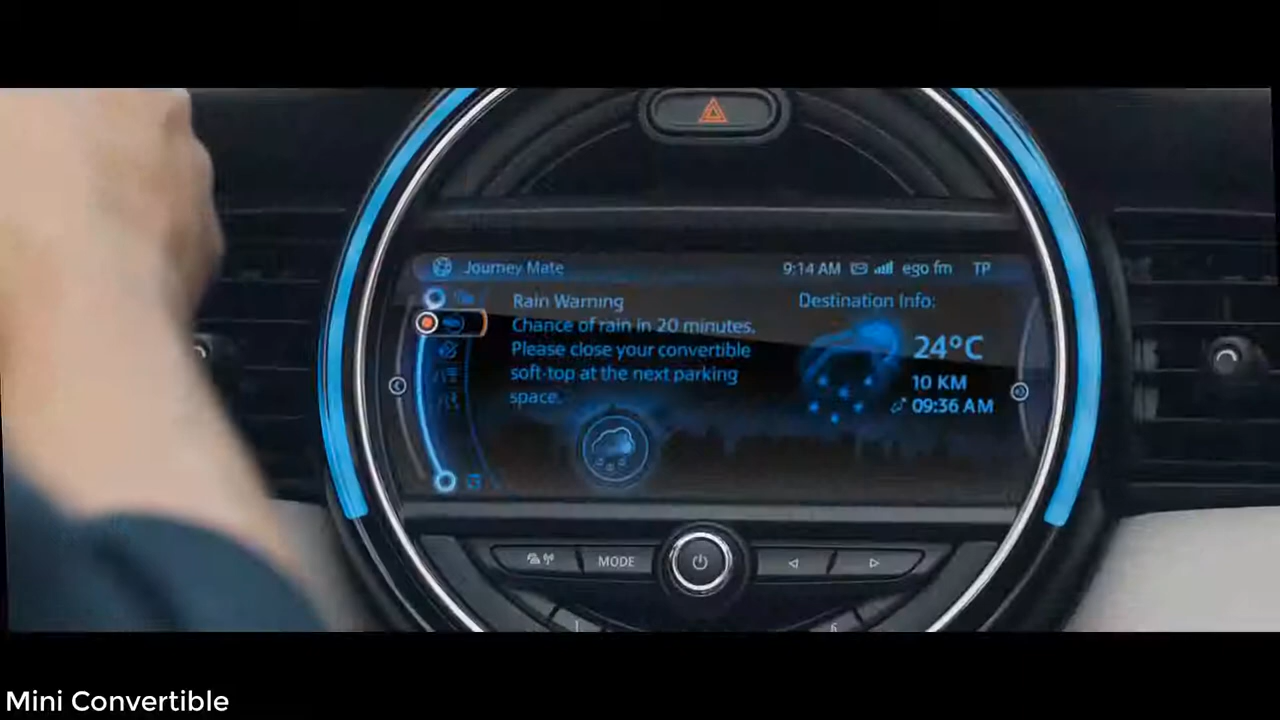 Journey Mate
9:14 AM
ego fm
TP
Rain Warning
Chance of rain in 20 minutes.
Please close your convertible
soft-top at the next parking
space.
Destination Info:
24°C
10 KM
09:36 AM
MODE
1
6
Mini Convertible